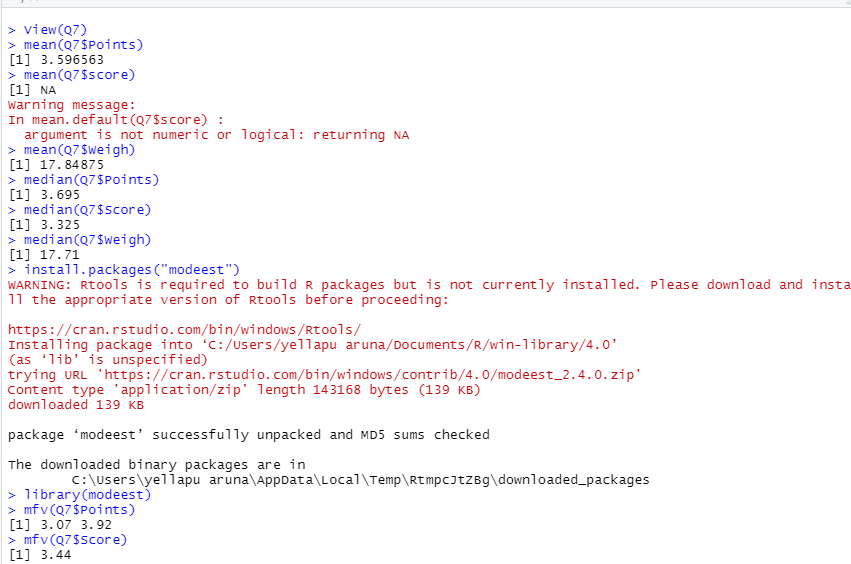 > View(Q7)
> mean(Q7$Points)
[1] 3.596563
> mean(Q7$score)
[1] NA
Warning message:
In mean.default(Q7$score) :
  argument is not numeric or logical: returning NA
> mean(Q7$Weigh)
[1] 17.84875
> median(Q7$Points)
[1] 3.695
> median(Q7$Score)
[1] 3.325
> median(Q7$Weigh)
[1] 17.71
> install.packages("modeest")
WARNING: Rtools is required to build R packages but is not currently installed. Please download and insta
ll the appropriate version of Rtools before proceeding:

https://cran.rstudio.com/bin/windows/Rtools/
Installing package into ‘C:/Users/yellapu aruna/Documents/R/win-library/4.0’
(as ‘lib’ is unspecified)
trying URL 'https://cran.rstudio.com/bin/windows/contrib/4.0/modeest_2.4.0.zip'
Content type 'application/zip' length 143168 bytes (139 KB)
downloaded 139 KB

package ‘modeest’ successfully unpacked and MD5 sums checked

The downloaded binary packages are in
        C:\Users\yellapu aruna\AppData\Local\Temp\RtmpcJtZBg\downloaded_packages
> library(modeest)
> mfv(Q7$Points)
[1] 3.07 3.92
> mfv(Q7$Score)
[1] 3.44